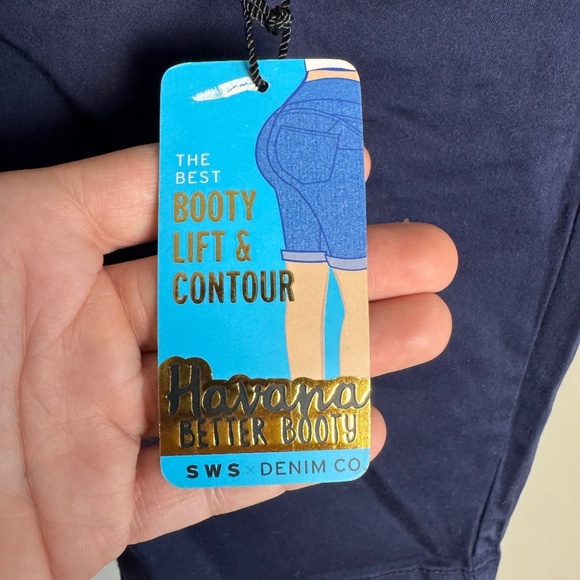 THE
BEST
BOOTY
LIFT &
CONTOUR
Havana
BETTER BOOTY
SWS × DENIM CO